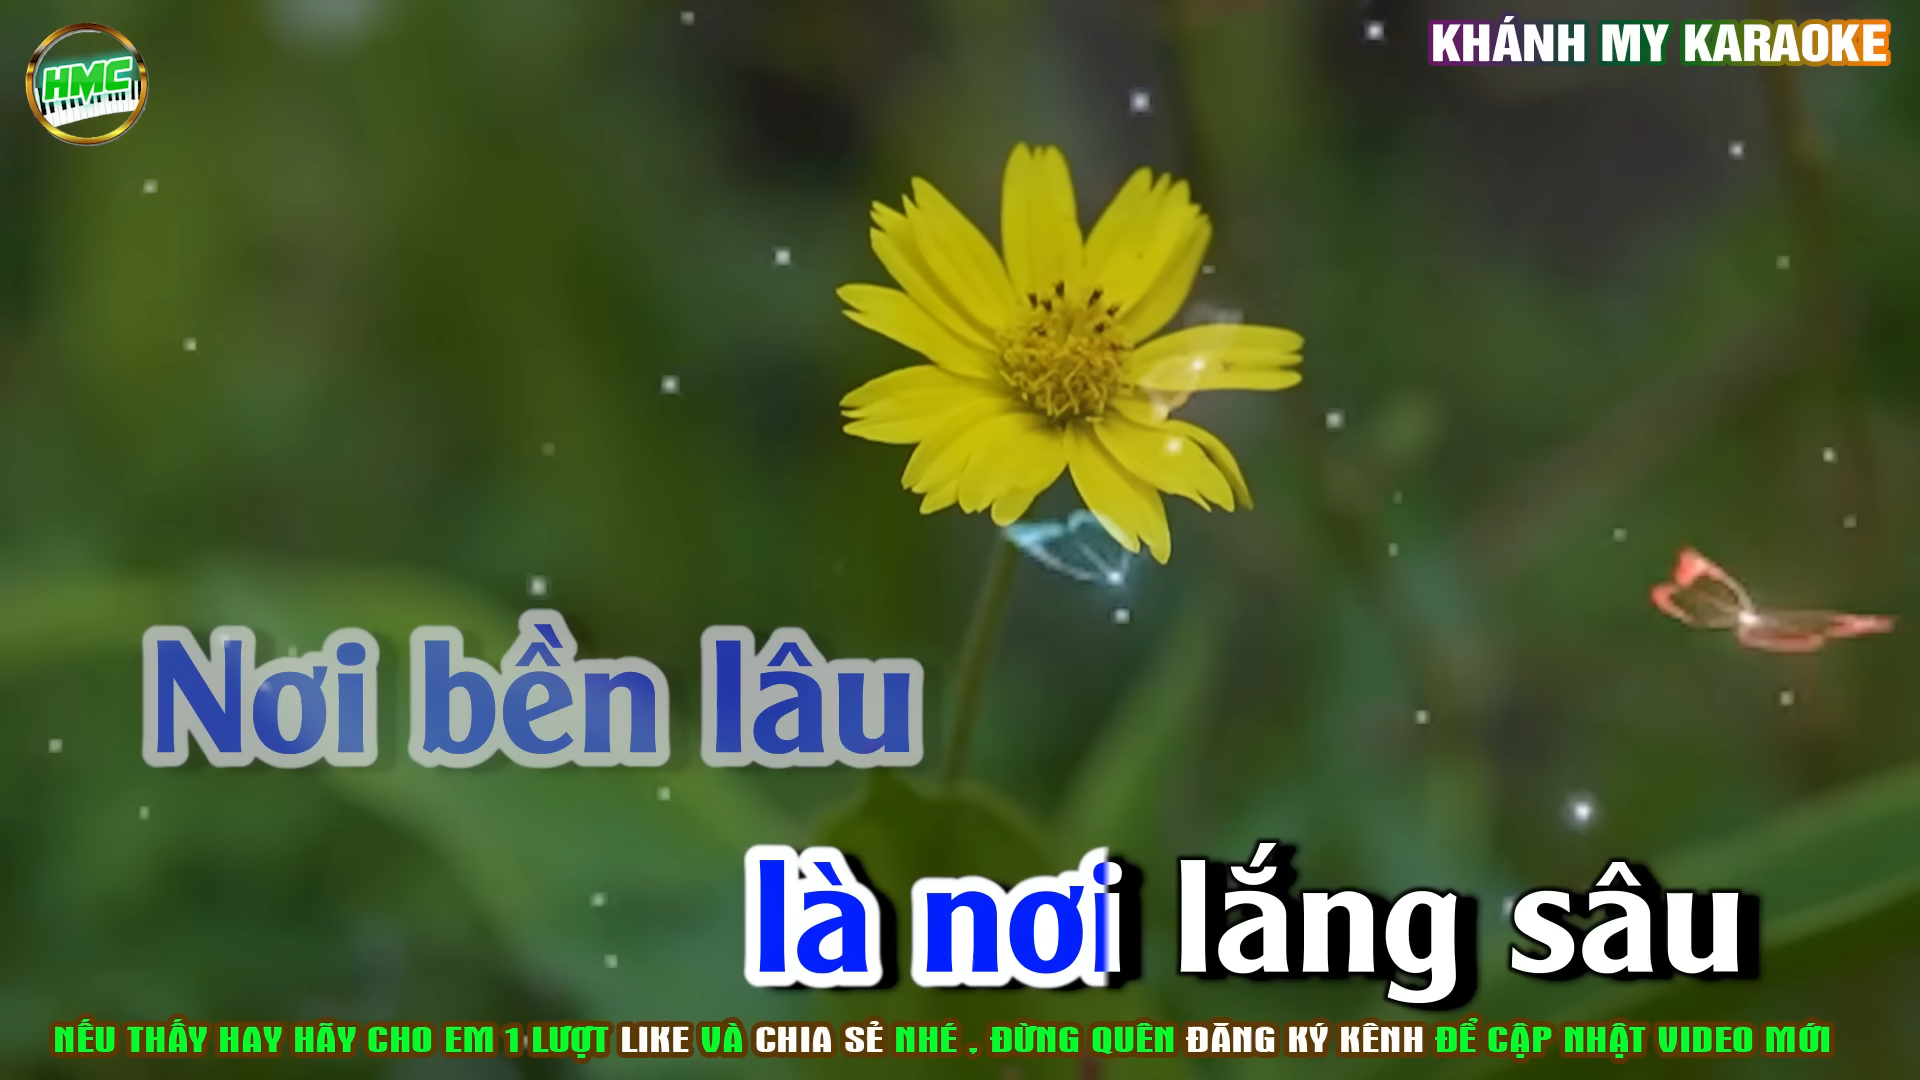 HMC
KHÁNH MY KARAOKE
Nơi bền lâu
là nơi lắng sâu
NẾU THẤY HAY HÃY CHO EM 1 LƯỢT LIKE VÀ CHIA SẺ NHÉ , ĐỪNG QUÊN ĐĂNG KÝ KÊNH ĐỂ CẬP NHẬT VIDEO MỚI